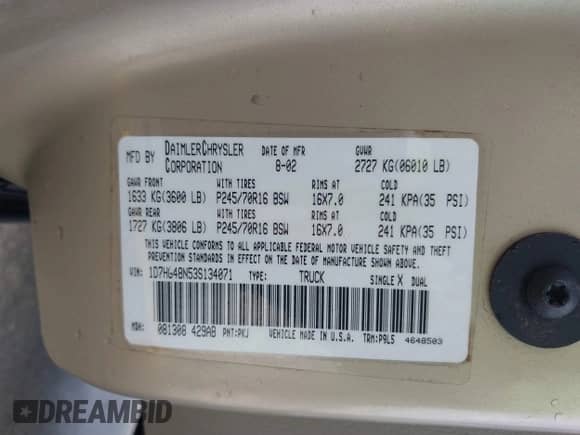 MFD BY DAIMLERCHRYSLER CORPORATION DATE OF MFR 8-02 GVWR 2727 KG(06010 LB)
GAWR FRONT WITH TIRES RIMS AT COLD
1633 KG(3600 LB) P245/70R16 BSW 16X7.0 241 KPA(35 PSI)
GAWR REAR WITH TIRES RIMS AT COLD
1727 KG(3806 LB) P245/70R16 BSW 16X7.0 241 KPA(35 PSI)
THIS VEHICLE CONFORMS TO ALL APPLICABLE FEDERAL MOTOR VEHICLE SAFETY AND THEFT
PREVENTION STANDARDS IN EFFECT ON THE DATE OF MANUFACTURE SHOWN ABOVE.
VIN: 1D7HG48N53S134071 TYPE: TRUCK SINGLE X DUAL
MDH: 081308 429AB PNT:PKJ VEHICLE MADE IN U.S.A. TRM:P9L5 4648503
DREAMBID